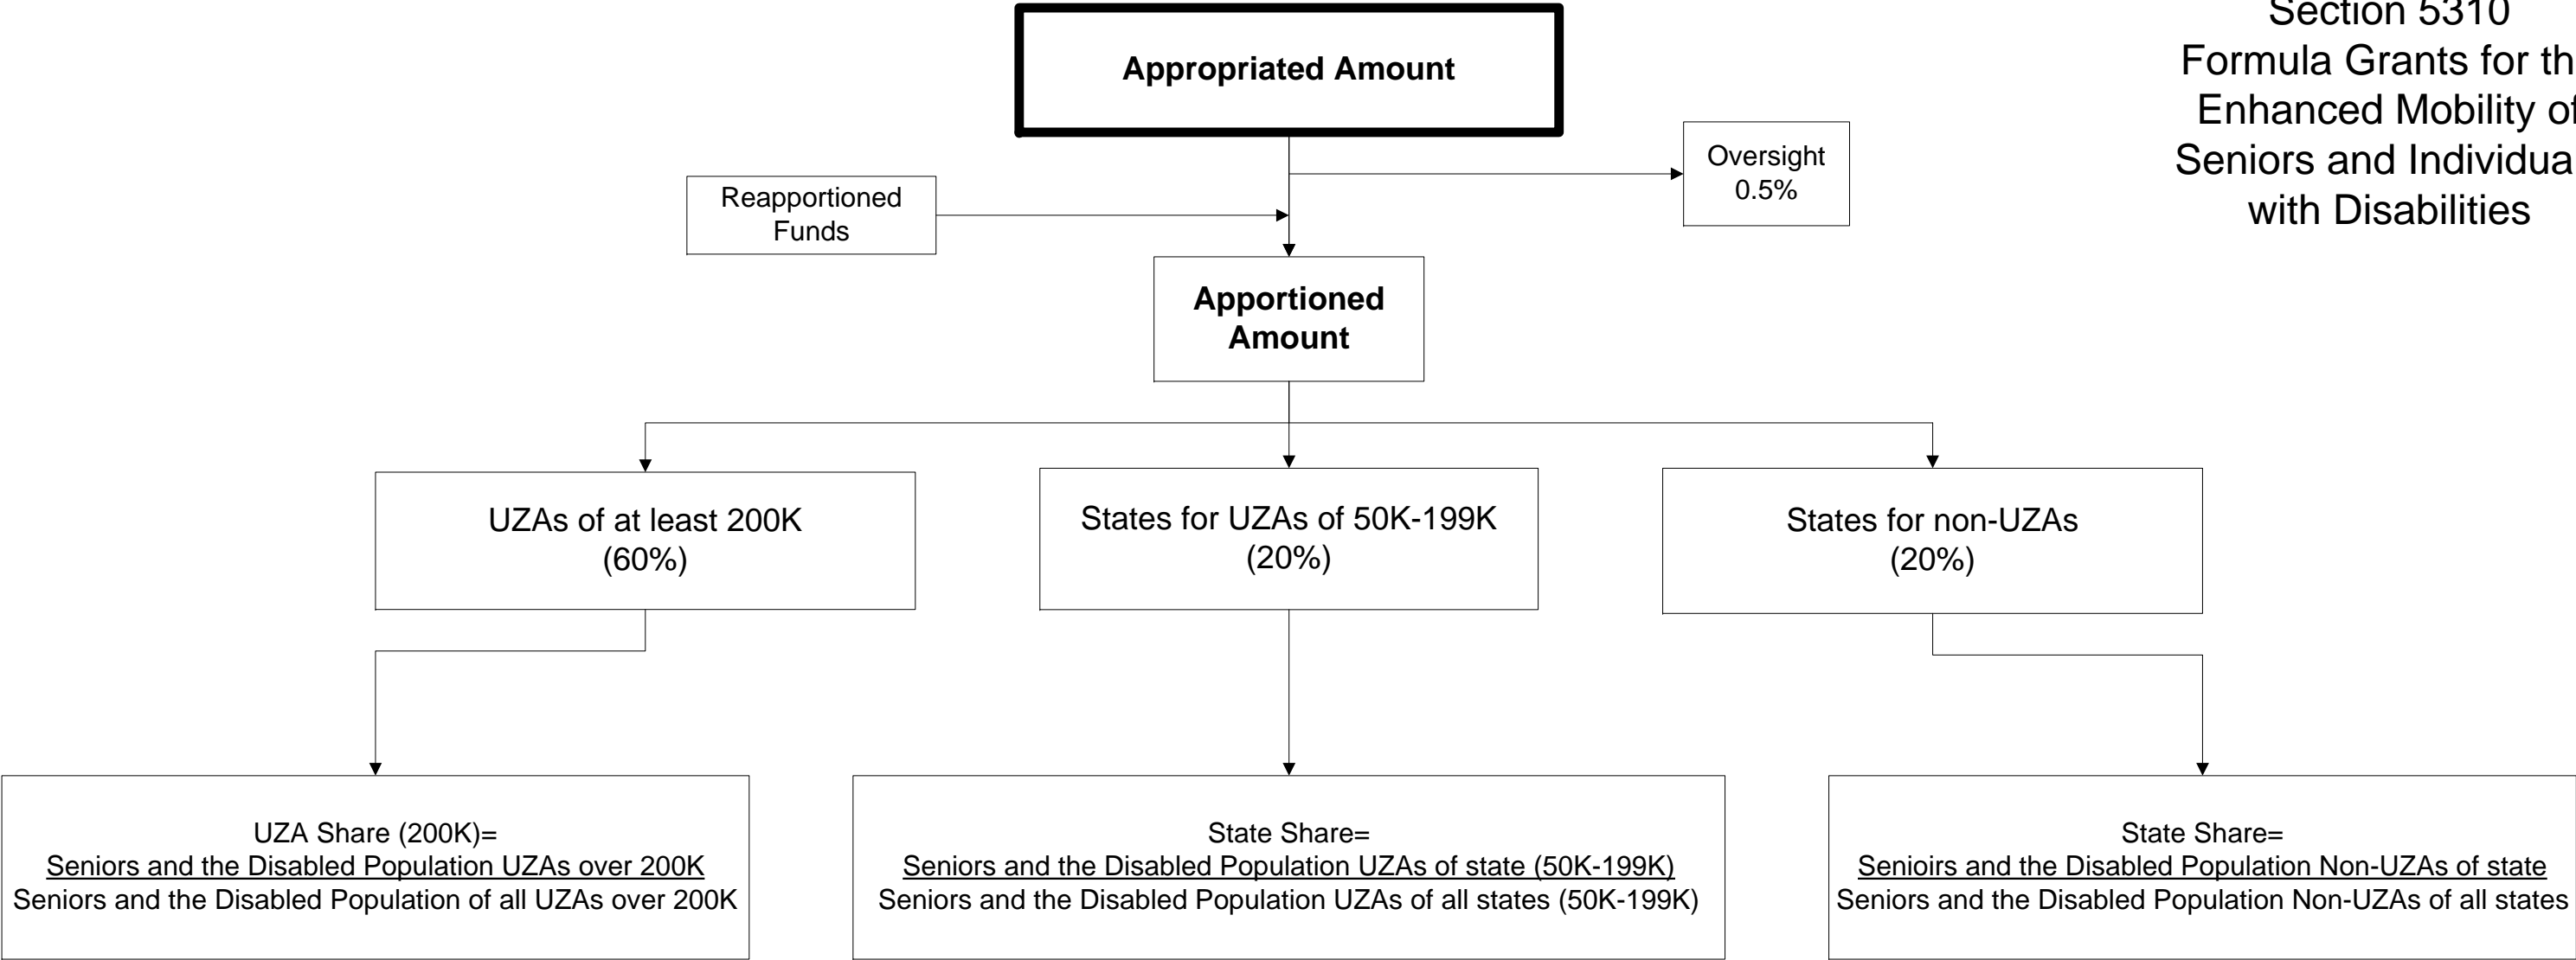 Section 5310
Formula Grants for th
Enhanced Mobility of
Seniors and Individua
with Disabilities
Appropriated Amount
Oversight
0.5%
Reapportioned
Funds
Apportioned
Amount
UZAs of at least 200K
(60%)
States for UZAs of 50K-199K
(20%)
States for non-UZAs
(20%)
UZA Share (200K)=
Seniors and the Disabled Population UZAs over 200K
Seniors and the Disabled Population of all UZAs over 200K
State Share=
Seniors and the Disabled Population UZAs of state (50K-199K)
Seniors and the Disabled Population UZAs of all states (50K-199K)
State Share=
Senioirs and the Disabled Population Non-UZAs of state
Seniors and the Disabled Population Non-UZAs of all states